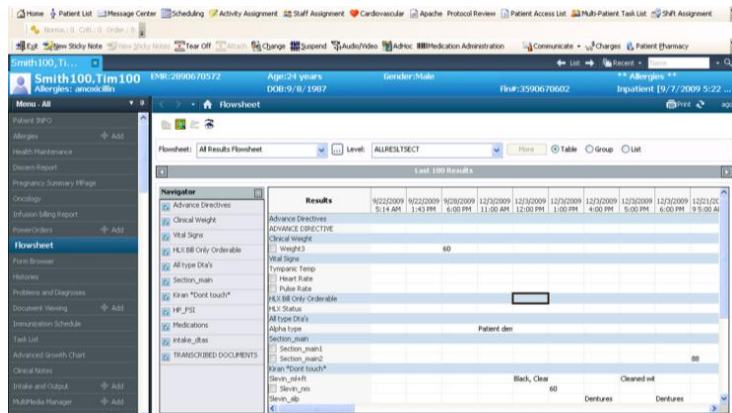 Home Patient List Message Center Scheduling Activity Assignment Staff Assignment Cardiovascular Apache Protocol Review Patient Access List Multi-Patient Task List Shift Assignment
Exit New Sticky Note Tear Off Attach Change Suspend Audio/Video AdHoc Medication Administration Communicate Charges Patient Pharmacy
Smith100, Ti... List Recent
Smith100,Tim100 EMR:2890670572 Age:24 years Gender:Male ** Allergies **
Allergies: amoxicillin DOB:9/8/1987 Fin#:3590670602 Inpatient [9/7/2009 5:22 ...
Menu - All Flowsheet Print
Patient INFO
Allergies Add
Health Maintenance
Discern Report
Pregnancy Summary MPage
Oncology
Infusion Billing Report
PowerOrders Add
Flowsheet
Form Browser
Histories
Problems and Diagnoses
Document Viewing Add
Immunization Schedule
Task List
Advanced Growth Chart
Clinical Notes
Intake and Output Add
MultiMedia Manager Add
Flowsheet: All Results Flowsheet ... Level: ALLRESLTSECT More Table Group List
Last 100 Results
Navigator
Advance Directives
Clinical Weight
Vital Signs
HLX Bill Only Orderable
All type Dta's
Section_main
Kiran *Dont touch*
HP_PSI
Medications
intake_dtas
TRANSCRIBED DOCUMENTS
Results 9/22/2009 5:14 AM 9/22/2009 1:43 PM 9/28/2009 6:00 PM 12/3/2009 11:00 AM 12/3/2009 12:00 PM 12/3/2009 1:00 PM 12/3/2009 4:00 PM 12/3/2009 5:00 PM 12/3/2009 6:00 PM
Advance Directives
ADVANCE DIRECTIVE
Clinical Weight
Weight3 60
Vital Signs
Tympanic Temp
Heart Rate
Pulse Rate
HLX Bill Only Orderable
HLX Status
All type Dta's
Alpha type Patient den
Section_main
Section_main1
Section_main2 88
Kiran *Dont touch*
Slevin_ml+ft Black, Clear Cleaned wit
Slevin_nm 60
Slevin_alp Dentures Dentures